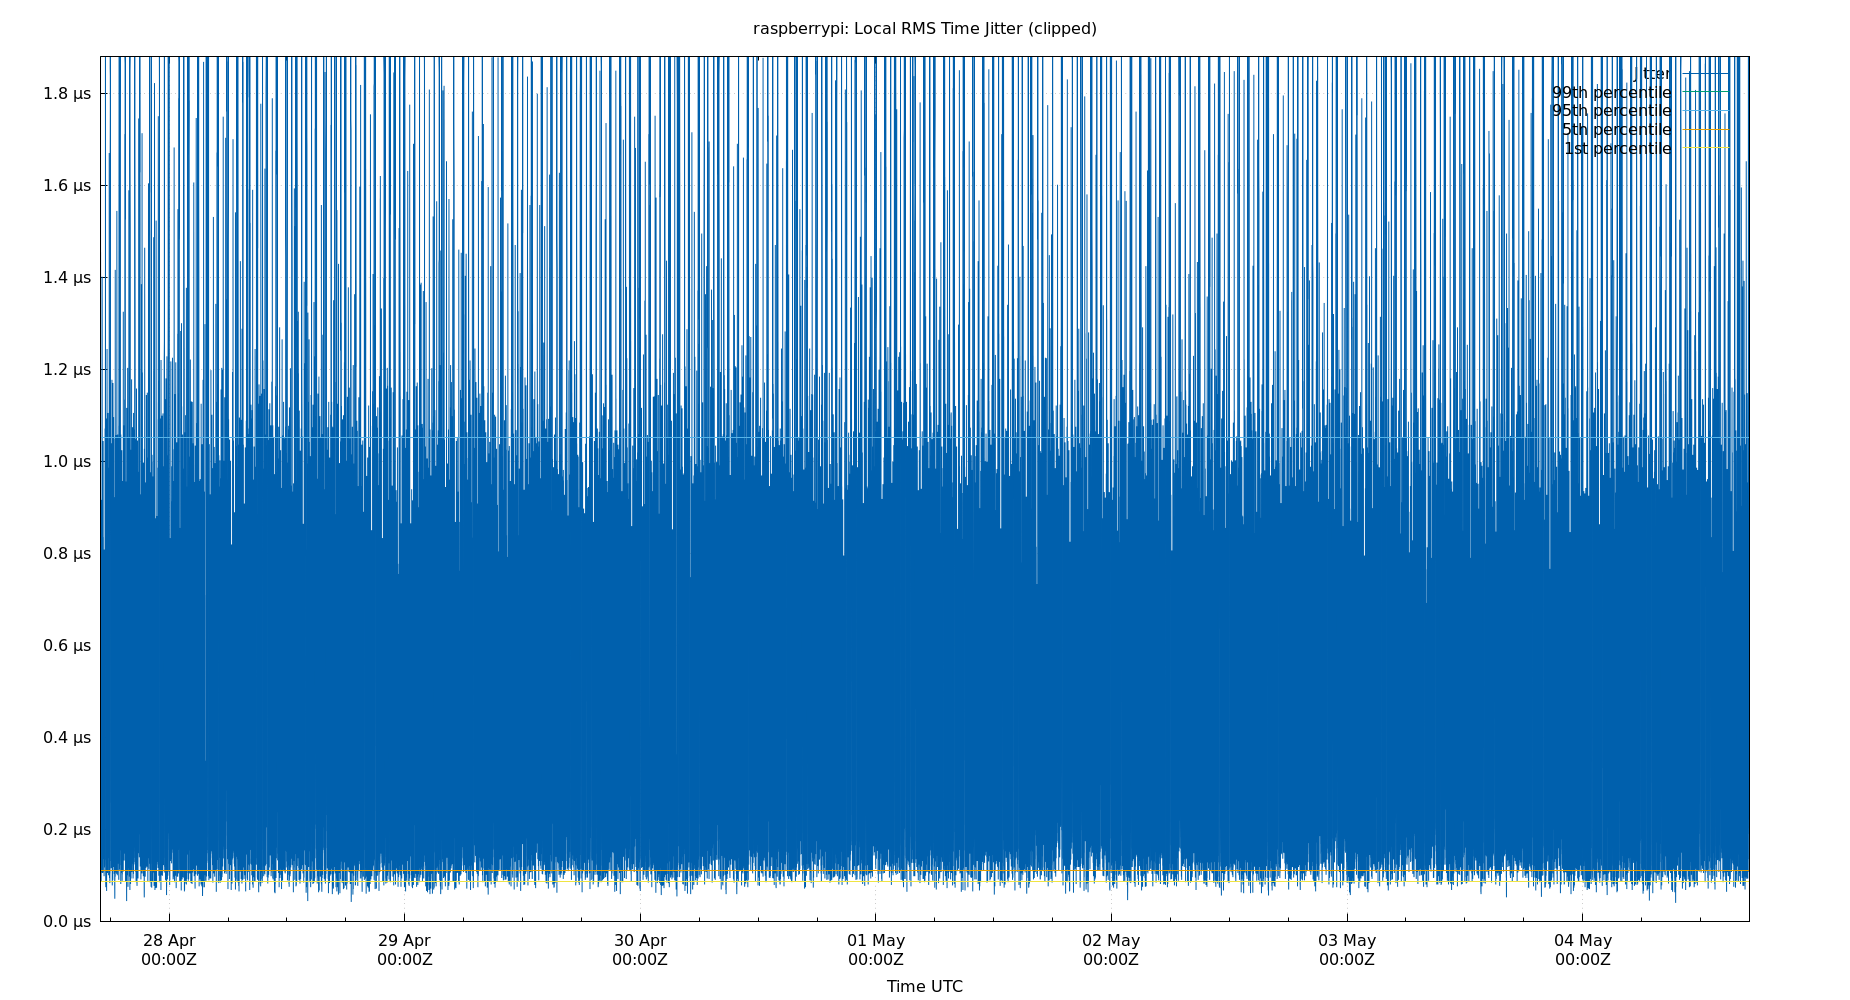 raspberrypi: Local RMS Time Jitter (clipped)
jitter
99th percentile
95th percentile
5th percentile
1st percentile
1.8 µs
1.6 µs
1.4 µs
1.2 µs
1.0 µs
0.8 µs
0.6 µs
0.4 µs
0.2 µs
0.0 µs
28 Apr 29 Apr 30 Apr 01 May 02 May 03 May 04 May
00:00Z 00:00Z 00:00Z 00:00Z 00:00Z 00:00Z 00:00Z
Time UTC